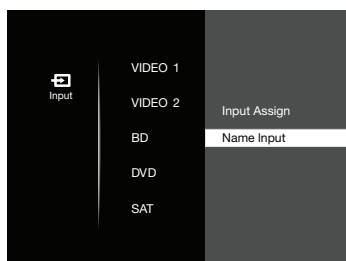 Input
VIDEO 1
VIDEO 2
BD
DVD
SAT
Input Assign
Name Input